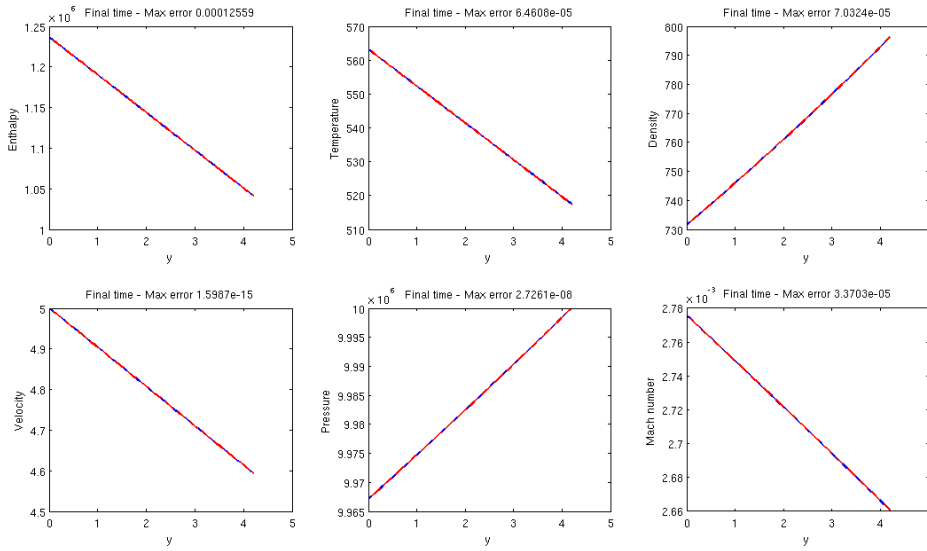 × 10⁶ Final time - Max error 0.00012559
1.25
1.2
1.15
1.1
1.05
1
Enthalpy
0 1 2 3 4 5
y
Final time - Max error 6.4608e-05
570
560
550
540
530
520
510
Temperature
0 1 2 3 4 5
y
Final time - Max error 7.0324e-05
800
790
780
770
760
750
740
730
Density
0 1 2 3 4
y
Final time - Max error 1.5987e-15
5
4.9
4.8
4.7
4.6
4.5
Velocity
0 1 2 3 4 5
y
× 10⁶ Final time - Max error 2.7261e-08
10
9.995
9.99
9.985
9.98
9.975
9.97
9.965
Pressure
0 1 2 3 4 5
y
× 10⁻³ Final time - Max error 3.3703e-05
2.78
2.76
2.74
2.72
2.7
2.68
2.66
Mach number
0 1 2 3 4
y